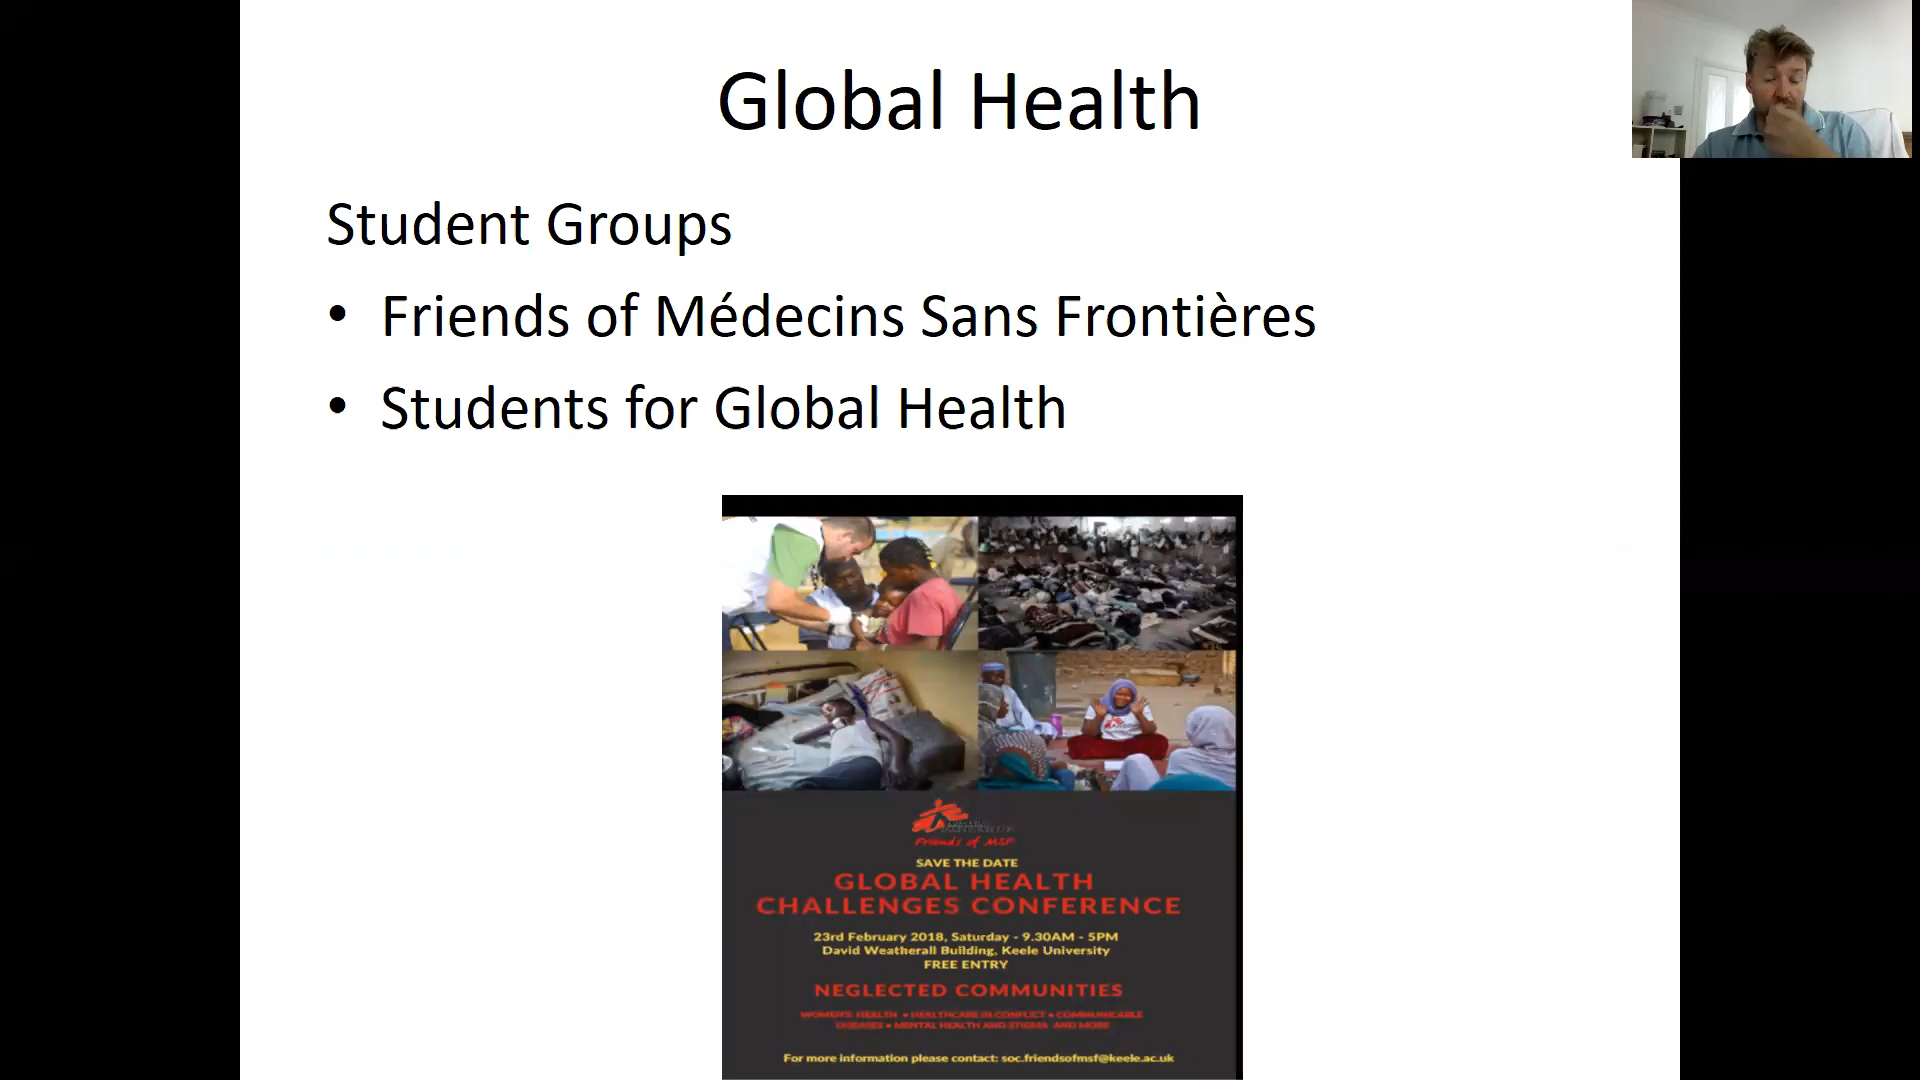 Global Health
Student Groups
• Friends of Médecins Sans Frontières
• Students for Global Health
Friends of MSF
SAVE THE DATE
GLOBAL HEALTH
CHALLENGES CONFERENCE
23rd February 2018, Saturday - 9.30AM - 5PM
David Weatherall Building, Keele University
FREE ENTRY
NEGLECTED COMMUNITIES
WOMEN'S HEALTH • HEALTHCARE IN CONFLICT • COMMUNICABLE
DISEASES • MENTAL HEALTH AND STIGMA AND MORE
For more information please contact: soc.friendsofmsf@keele.ac.uk